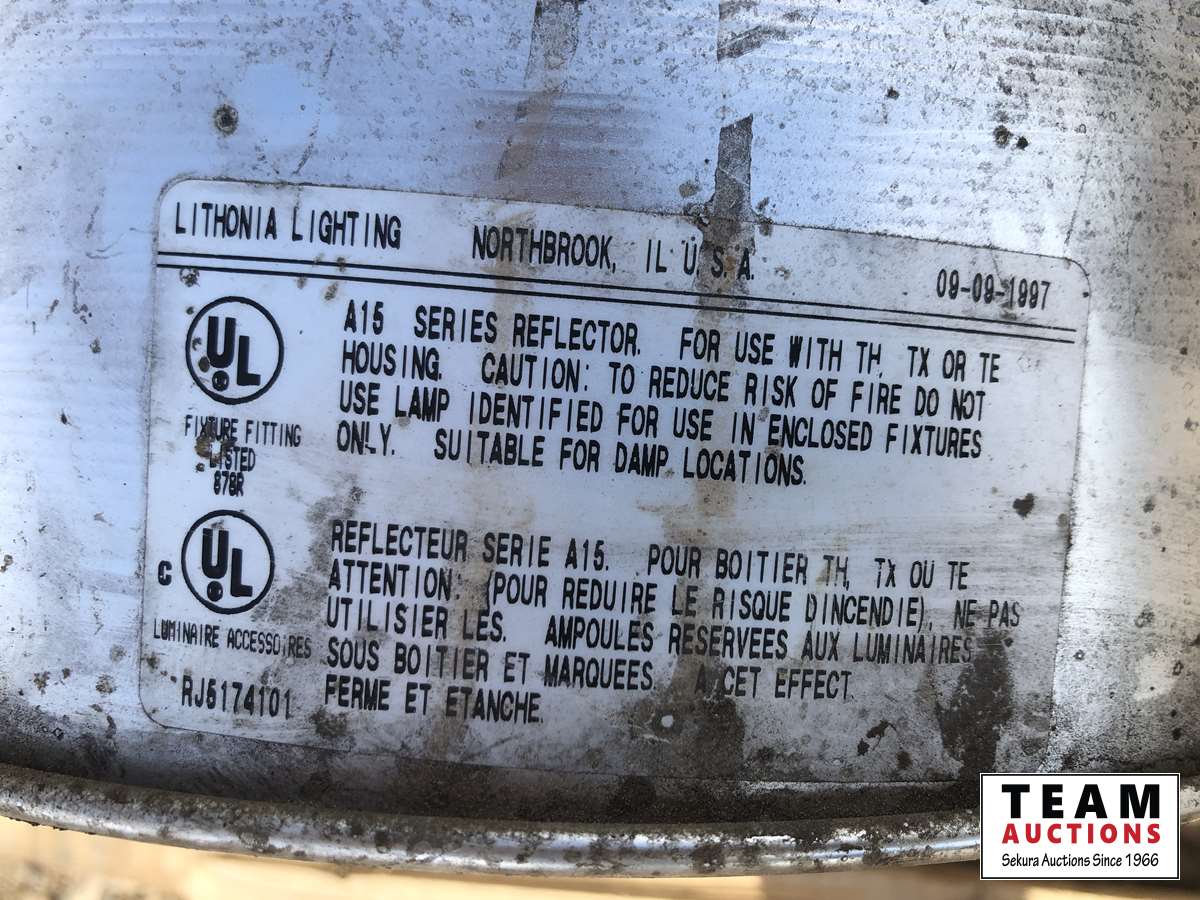 LITHONIA LIGHTING NORTHBROOK, IL U.S.A. 09-09-1997
UL
FIXTURE FITTING
LISTED
878R
A15 SERIES REFLECTOR. FOR USE WITH TH, TX OR TE
HOUSING. CAUTION: TO REDUCE RISK OF FIRE DO NOT
USE LAMP IDENTIFIED FOR USE IN ENCLOSED FIXTURES
ONLY. SUITABLE FOR DAMP LOCATIONS.
C UL
LUMINAIRE ACCESSOIRES
RJ5174101
REFLECTEUR SERIE A15. POUR BOITIER TH, TX OU TE
ATTENTION: (POUR REDUIRE LE RISQUE D'INCENDIE), NE PAS
UTILISIER LES. AMPOULES RESERVEES AUX LUMINAIRES
SOUS BOITIER ET MARQUEES. A CET EFFECT.
FERME ET ETANCHE.
TEAM
AUCTIONS
Sekura Auctions Since 1966